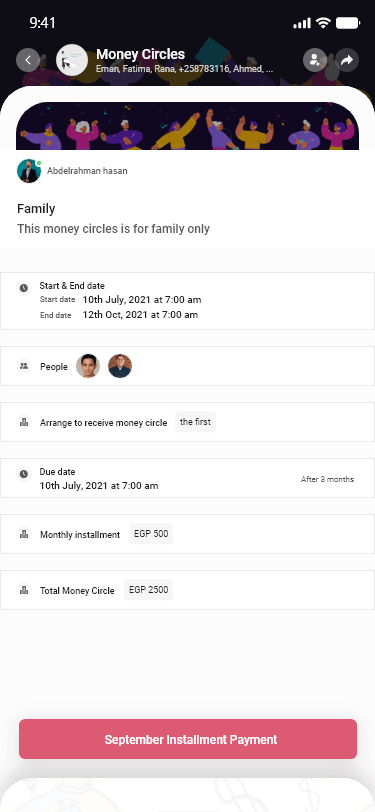 9:41
Money Circles
Eman, Fatima, Rana, +258783116, Ahmed, ...
Abdelrahman hasan
Family
This money circles is for family only
Start & End date
Start date 10th July, 2021 at 7:00 am
End date 12th Oct, 2021 at 7:00 am
People
Arrange to receive money circle the first
Due date
10th July, 2021 at 7:00 am
After 3 months
Monthly installment EGP 500
Total Money Circle EGP 2500
September Installment Payment